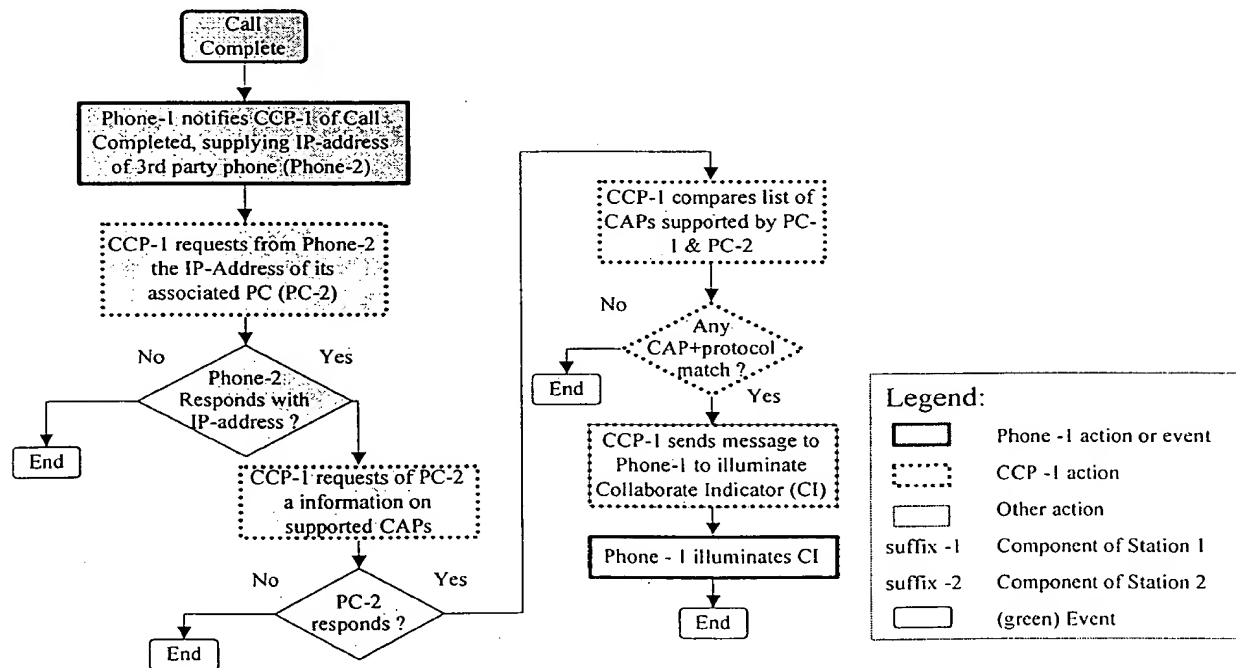 Call
Complete
Phone-1 notifies CCP-1 of Call
Completed, supplying IP-address
of 3rd party phone (Phone-2)
CCP-1 requests from Phone-2
the IP-Address of its
associated PC (PC-2)
No
Yes
Phone-2
Responds with
IP-address ?
End
CCP-1 requests of PC-2
a information on
supported CAPs
No
Yes
PC-2
responds ?
End
CCP-1 compares list of
CAPs supported by PC-
1 & PC-2
No
Any
CAP+protocol
match ?
End
Yes
CCP-1 sends message to
Phone-1 to illuminate
Collaborate Indicator (CI)
Phone - 1 illuminates CI
End
Legend:
Phone -1 action or event
CCP -1 action
Other action
suffix -1 Component of Station 1
suffix -2 Component of Station 2
(green) Event